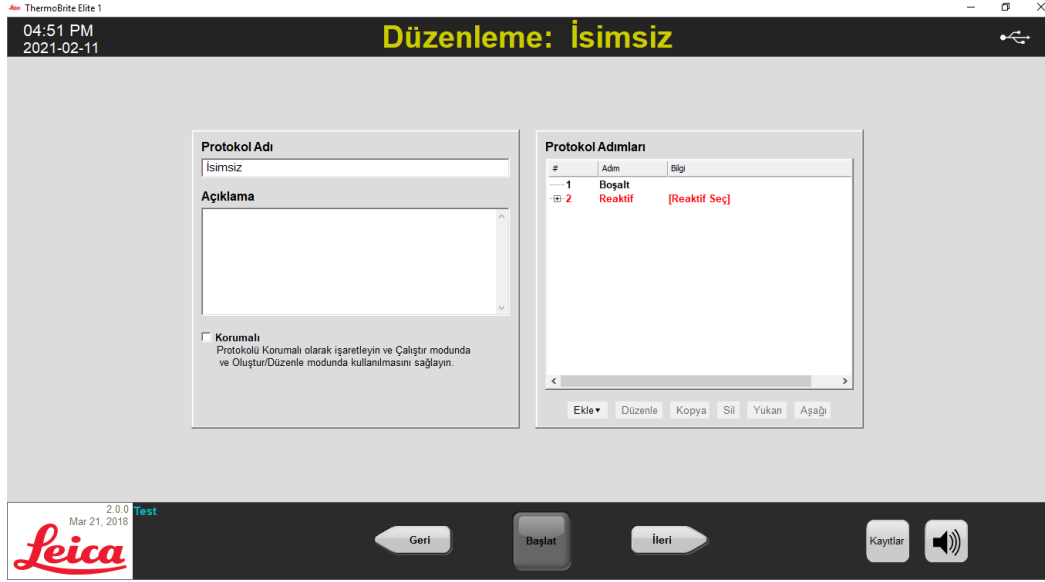 ThermoBrite Elite 1
04:51 PM
2021-02-11
Düzenleme: İsimsiz
Protokol Adı
İsimsiz
Açıklama
Korumalı
Protokolü Korumalı olarak işaretleyin ve Çalıştır modunda
ve Oluştur/Düzenle modunda kullanılmasını sağlayın.
Protokol Adımları
# Adım Bilgi
1 Boşalt
2 Reaktif [Reaktif Seç]
Ekle Düzenle Kopya Sil Yukarı Aşağı
2.0.0
Mar 21, 2018
Test
Leica
Geri
Başlat
İleri
Kayıtlar